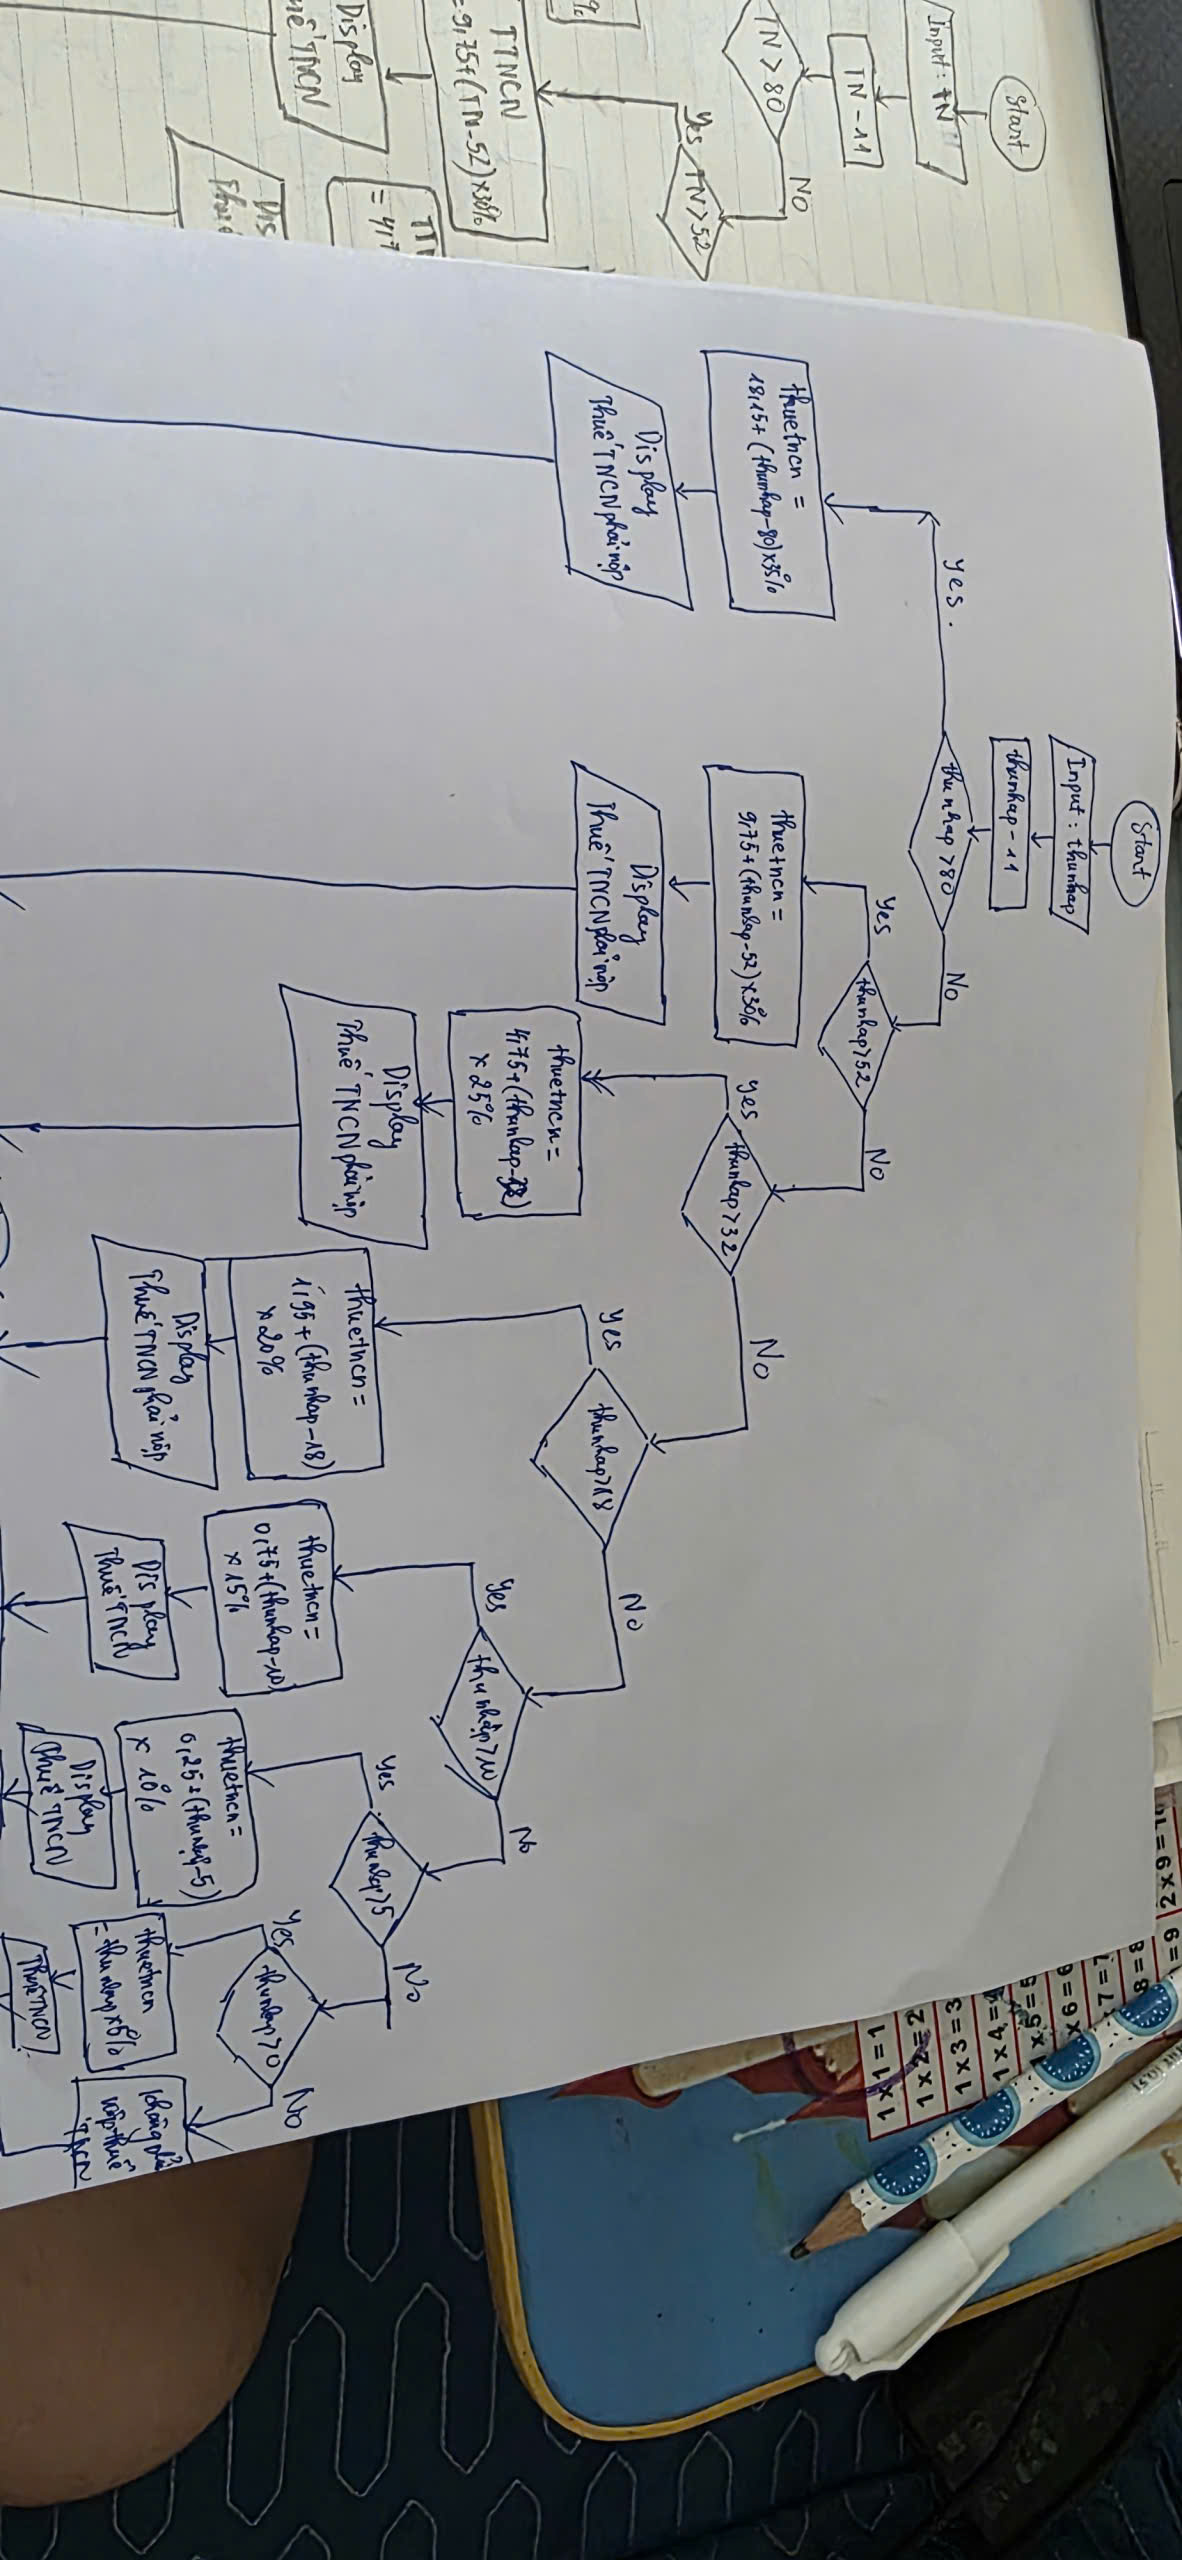 Start
Input: TN
TN - 11
TN > 80
No
TN > 52
Yes
TTNCN
= 9,75 + (TN - 52) x 30%
Display
TNCN
Start
Input: thunhap
thunhap - 11
thunhap > 80
Yes.
No
thuetncn =
18,15 + (thunhap - 80) x 35%
Display
Thuế TNCN phải nộp
thunhap > 52
Yes
No
thuetncn =
9,75 + (thunhap - 52) x 30%
Display
Thuế TNCN phải nộp
thunhap > 32
Yes
No
thuetncn =
4,75 + (thunhap - 32)
x 25%
Display
Thuế TNCN phải nộp
thunhap > 18
Yes
No
thuetncn =
1,95 + (thunhap - 18)
x 20%
Display
Thuế TNCN phải nộp
thunhập > 10
Yes
No
thuetncn =
0,75 + (thunhap - 10)
x 15%
Display
Thuế TNCN
thunhap > 5
Yes
No
thuetncn =
0,25 + (thunhap - 5)
x 10%
Display
Thuế TNCN
thunhap > 0
Yes
No
thuetncn
= thunhap x 5%
Thuế TNCN
không phải
nộp thuế
TNCN
1 x 1 = 1
1 x 2 = 2
1 x 3 = 3
1 x 4 =
1 x 5 = 5
x 6 = 6
7 = 7
8 = 8
= 9
2 x 9 = 1